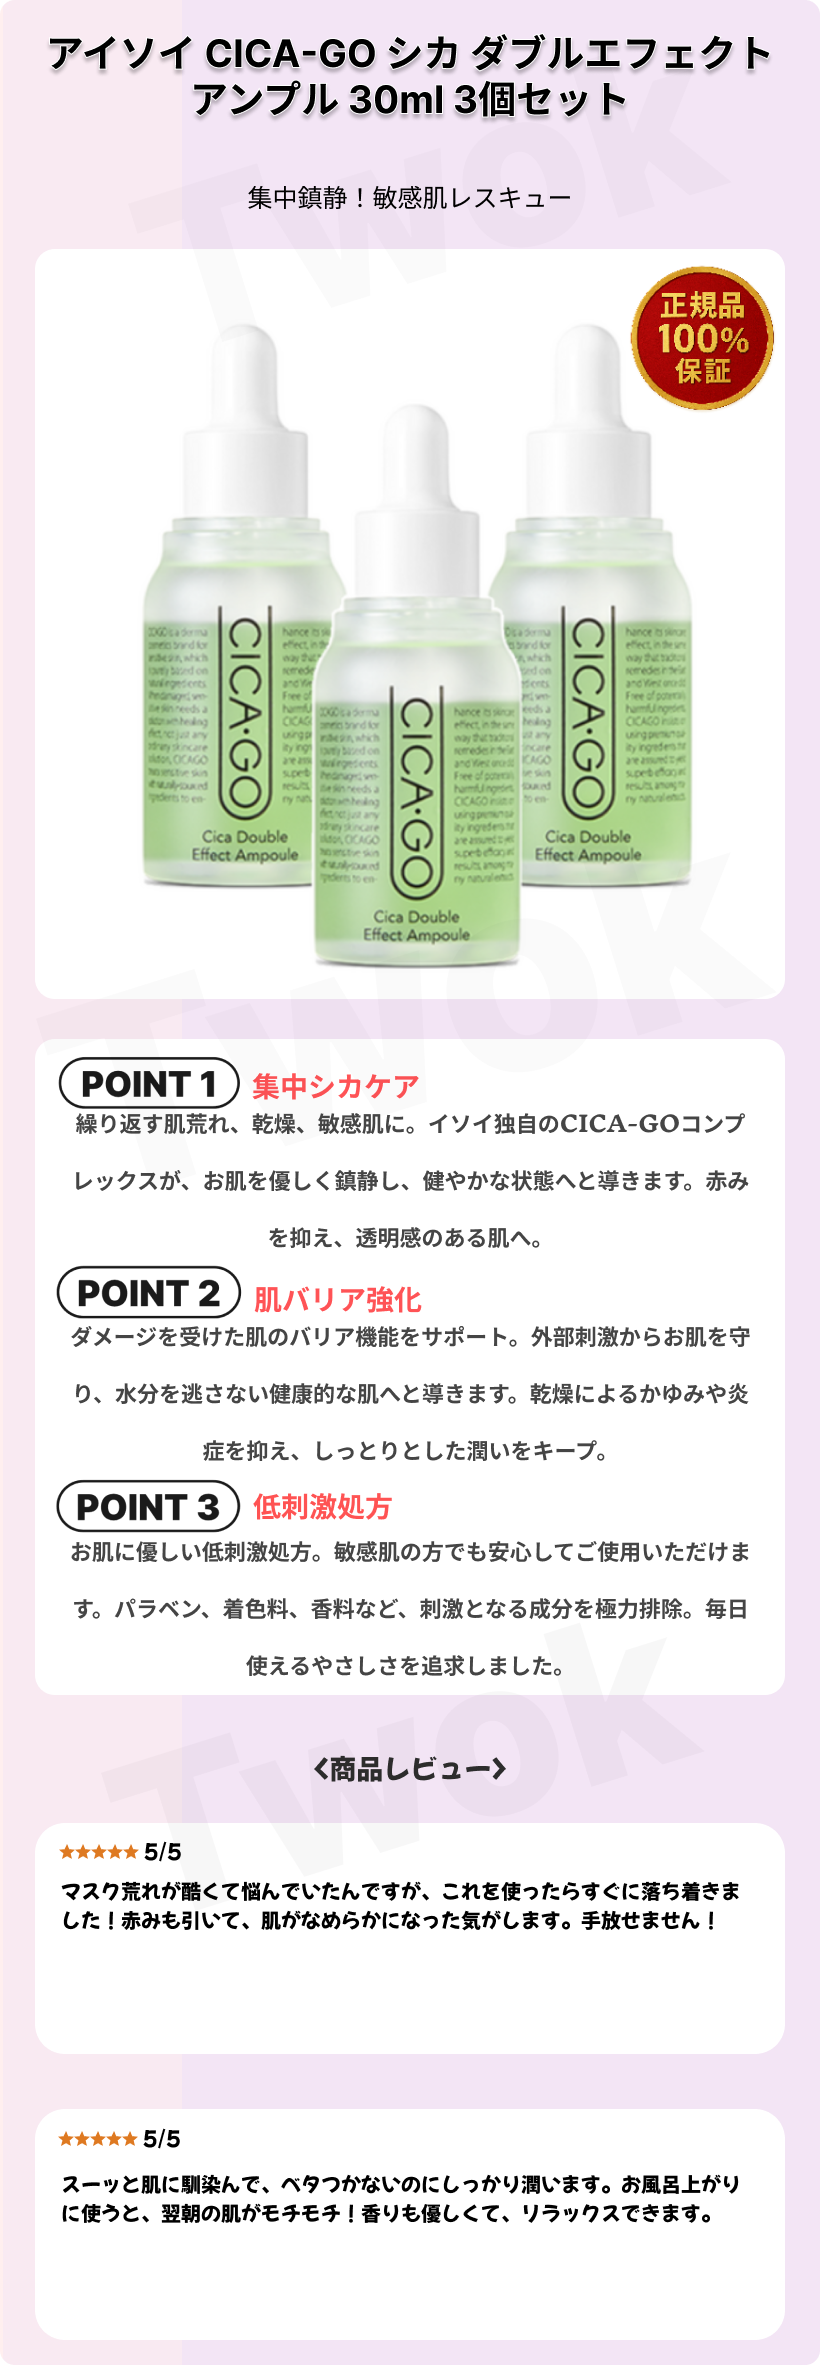 アイソイ CICA-GO シカ ダブルエフェクト
アンプル 30ml 3個セット
集中鎮静！敏感肌レスキュー
正規品
100%
保証
CICA·GO
Cica Double
Effect Ampoule
CICA·GO
Cica Double
Effect Ampoule
CICA·GO
Cica Double
Effect Ampoule
POINT 1 集中シカケア
繰り返す肌荒れ、乾燥、敏感肌に。イソイ独自のCICA-GOコンプ
レックスが、お肌を優しく鎮静し、健やかな状態へと導きます。赤み
を抑え、透明感のある肌へ。
POINT 2 肌バリア強化
ダメージを受けた肌のバリア機能をサポート。外部刺激からお肌を守
り、水分を逃さない健康的な肌へと導きます。乾燥によるかゆみや炎
症を抑え、しっとりとした潤いをキープ。
POINT 3 低刺激処方
お肌に優しい低刺激処方。敏感肌の方でも安心してご使用いただけま
す。パラベン、着色料、香料など、刺激となる成分を極力排除。毎日
使えるやさしさを追求しました。
<商品レビュー>
★★★★★ 5/5
マスク荒れが酷くて悩んでいたんですが、これを使ったらすぐに落ち着きま
した！赤みも引いて、肌がなめらかになった気がします。手放せません！
★★★★★ 5/5
スーッと肌に馴染んで、ベタつかないのにしっかり潤います。お風呂上がり
に使うと、翌朝の肌がモチモチ！香りも優しくて、リラックスできます。
Twok
Twok
Twok